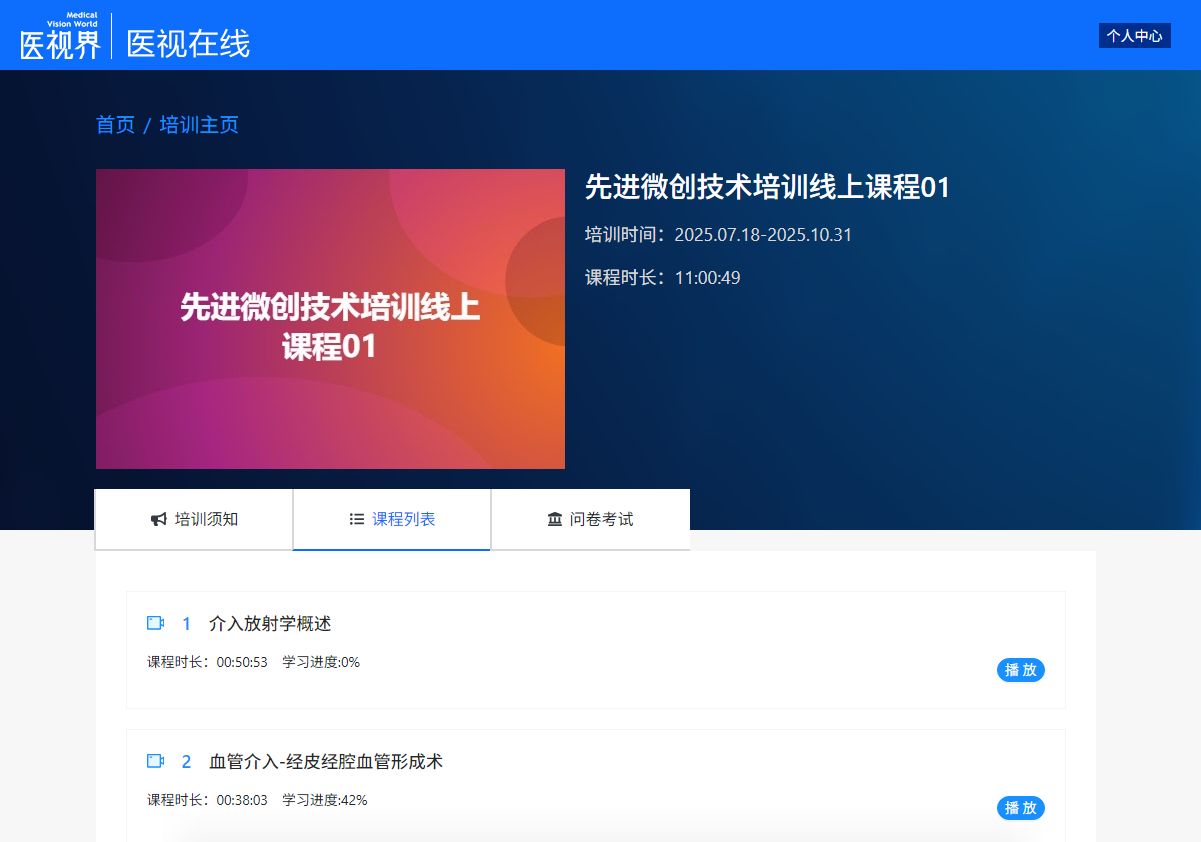 Medical
Vision World
医视界
医视在线
个人中心
首页 / 培训主页
先进微创技术培训线上
课程01
先进微创技术培训线上课程01
培训时间：2025.07.18-2025.10.31
课程时长：11:00:49
培训须知
课程列表
问卷考试
1 介入放射学概述
课程时长：00:50:53 学习进度:0%
播 放
2 血管介入-经皮经腔血管形成术
课程时长：00:38:03 学习进度:42%
播 放